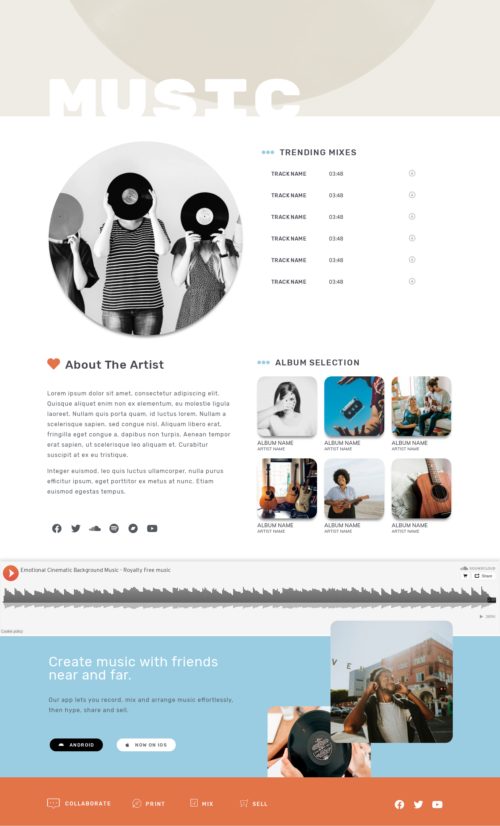 MUSIC
TRENDING MIXES
TRACK NAME 03:48
TRACK NAME 03:48
TRACK NAME 03:48
TRACK NAME 03:48
TRACK NAME 03:48
TRACK NAME 03:48
About The Artist
Lorem ipsum dolor sit amet, consectetur adipiscing elit.
Quisque aliquet enim non ex elementum, eu molestie ligula
laoreet. Nullam quis porta quam, id luctus lorem. Nullam a
scelerisque sapien, sed congue nisl. Aliquam libero erat,
fringilla eget congue a, dapibus non turpis. Aenean tempor
erat sapien, ut scelerisque leo aliquam et. Curabitur
suscipit at ex eu tristique.
Integer euismod, leo quis luctus ullamcorper, nulla purus
efficitur ipsum, eget porttitor ex metus at nunc. Etiam
euismod egestas tempus.
ALBUM SELECTION
ALBUM NAME
ARTIST NAME
ALBUM NAME
ARTIST NAME
ALBUM NAME
ARTIST NAME
ALBUM NAME
ARTIST NAME
ALBUM NAME
ARTIST NAME
ALBUM NAME
ARTIST NAME
Emotional Cinematic Background Music - Royalty Free music
SOUNDCLOUD
Share
Cookie policy
Create music with friends
near and far.
Our app lets you record, mix and arrange music effortlessly,
then hype, share and sell.
ANDROID
NOW ON IOS
COLLABORATE
PRINT
MIX
SELL